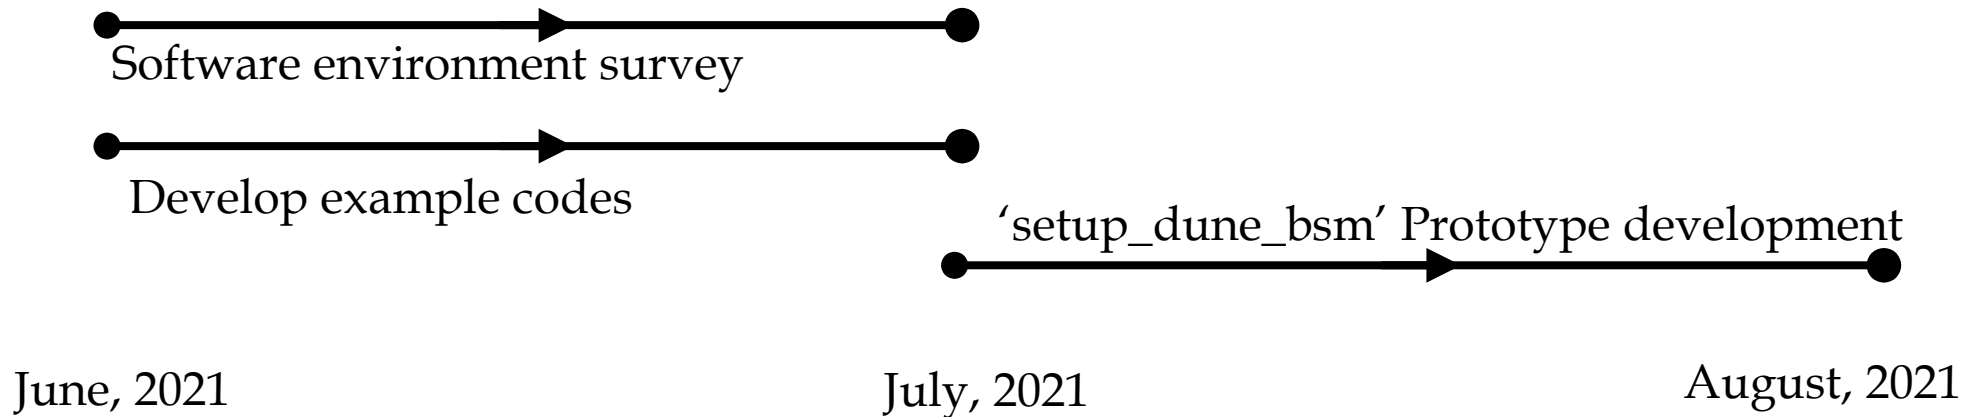 Software environment survey
Develop example codes
‘setup_dune_bsm’ Prototype development
June, 2021
July, 2021
August, 2021